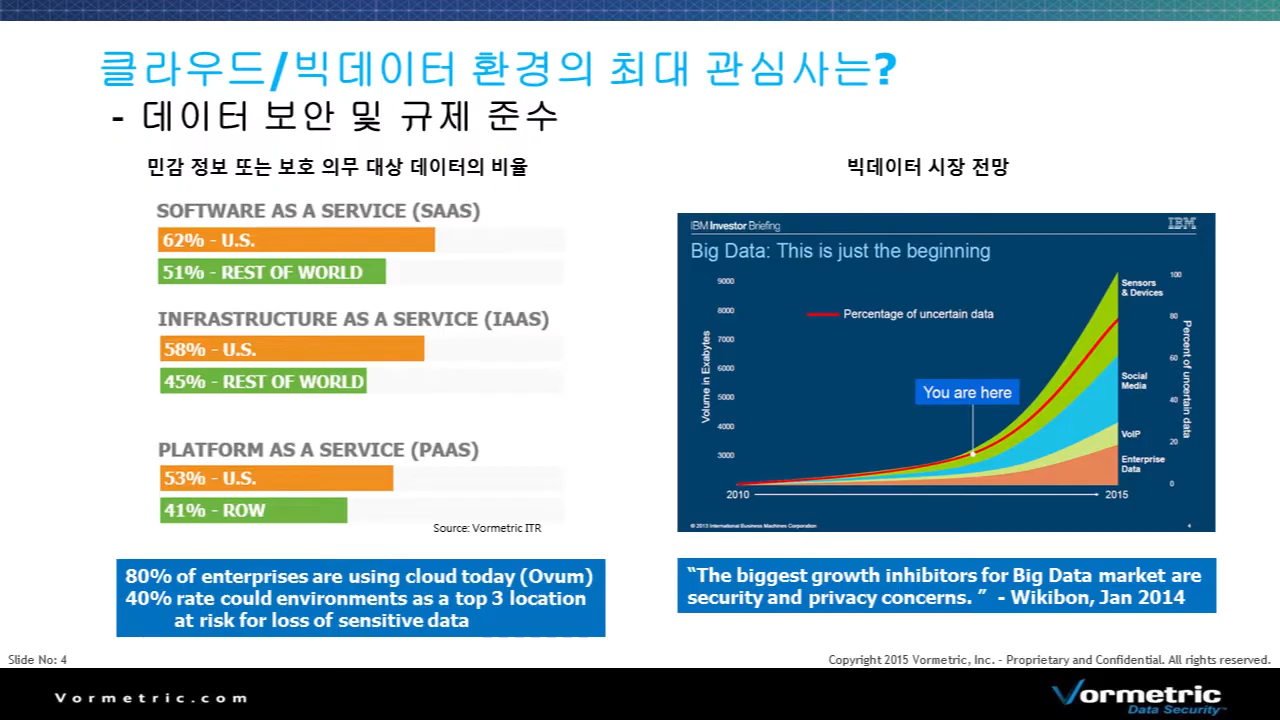 클라우드/빅데이터 환경의 최대 관심사는?
- 데이터 보안 및 규제 준수
민감 정보 또는 보호 의무 대상 데이터의 비율
SOFTWARE AS A SERVICE (SAAS)
62% - U.S.
51% - REST OF WORLD
INFRASTRUCTURE AS A SERVICE (IAAS)
58% - U.S.
45% - REST OF WORLD
PLATFORM AS A SERVICE (PAAS)
53% - U.S.
41% - ROW
Source: Vormetric ITR
80% of enterprises are using cloud today (Ovum)
40% rate could environments as a top 3 location
at risk for loss of sensitive data
빅데이터 시장 전망
IBM Investor Briefing
IBM
Big Data: This is just the beginning
Percentage of uncertain data
You are here
Volume in Exabytes
9000
8000
7000
6000
5000
4000
3000
2010
2015
Sensors
& Devices
Social
Media
VoIP
Enterprise
Data
100
80
60
40
20
0
Percent of uncertain data
© 2013 International Business Machines Corporation
4
“The biggest growth inhibitors for Big Data market are
security and privacy concerns. ” - Wikibon, Jan 2014
Slide No: 4
Copyright 2015 Vormetric, Inc. - Proprietary and Confidential. All rights reserved.
Vormetric.com
Vormetric
Data Security™